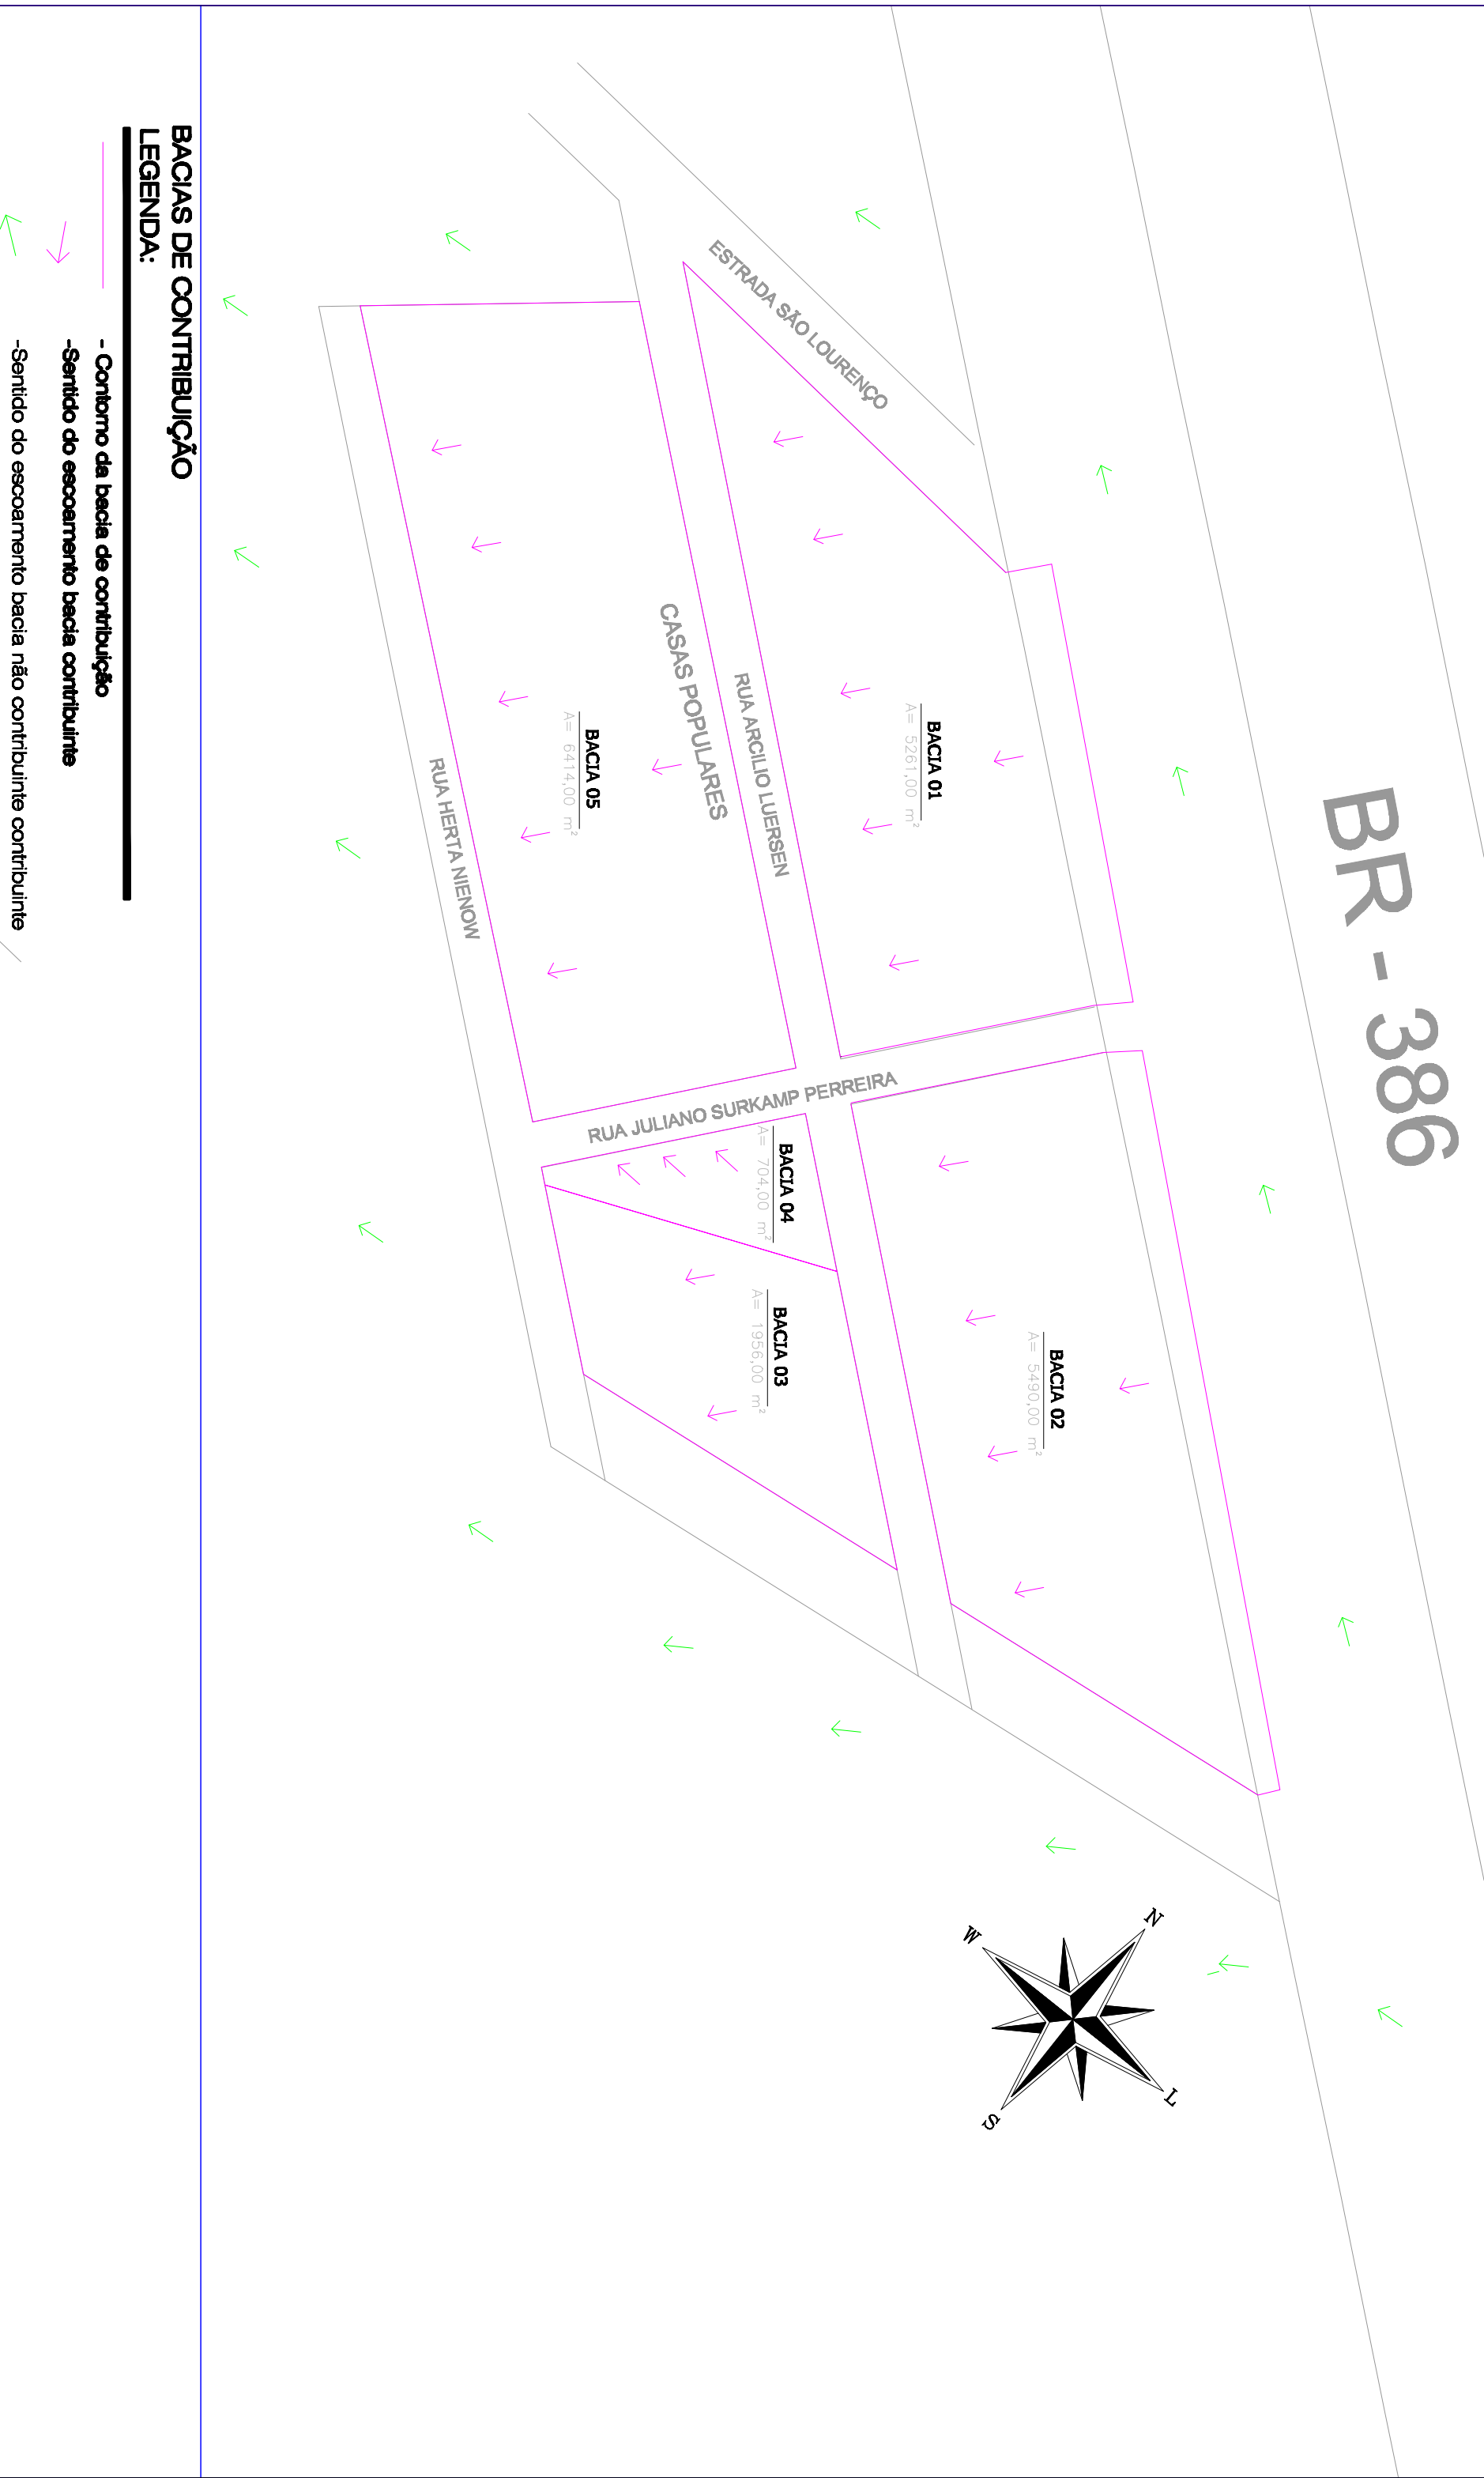 BR - 386
ESTRADA SÃO LOURENÇO
BACIA 01
A= 5261,00 m²
RUA ARCILIO LUERSEN
CASAS POPULARES
BACIA 05
A= 6414,00 m²
RUA HERTA NIENOW
RUA JULIANO SURKAMP PERREIRA
BACIA 02
A= 5490,00 m²
BACIA 04
A= 704,00 m²
BACIA 03
A= 1956,00 m²
N
W
L
S
BACIAS DE CONTRIBUIÇÃO
LEGENDA:
- Contorno da bacia de contribuição
-Sentido do escoamento bacia contribuinte
-Sentido do escoamento bacia não contribuinte contribuinte